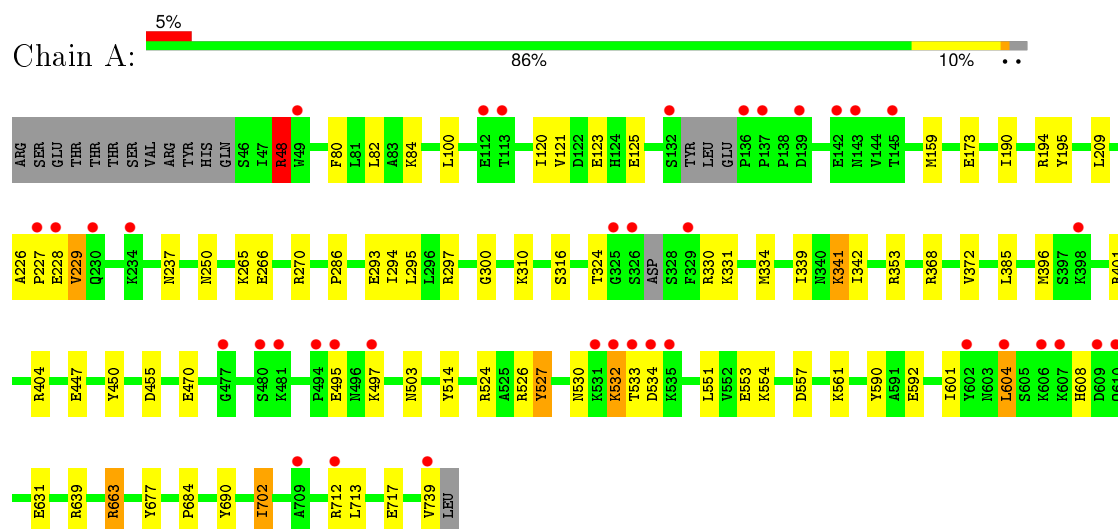 5%
Chain A:
86%
10%
ARG SER GLU THR THR THR SER VAL ARG TYR HIS GLN S46 I47 R48 W49 F80 L81 L82 A83 K84 L100 E112 T113 I120 V121 D122 E123 H124 E125 S132 TYR LEU GLU P136 P137 P138 D139 E142 N143 V144 T145 M159 E173 I190 R194 Y195 L209
A226 P227 E228 V229 Q230 K234 N237 N250 K265 E266 R270 P286 E293 I294 L295 L296 R297 G300 K310 S316 T324 G325 S326 ASP S328 F329 R330 K331 M334 I339 N340 K341 I342 R353 R368 V372 L385 M396 S397 K398
R404 E447 Y450 D455 E470 G477 S480 K481 P494 E495 N496 K497 N503 Y514 R524 A525 R526 Y527 N530 K531 K532 T533 D534 K535 L551 V552 E553 K554 D557 K561 Y590 A591 E592 I601 Y602 N603 L604 S605 K606 K607 H608 D609
E631 R639 R663 Y677 P684 Y690 I702 A709 R712 L713 E717 V739 LEU